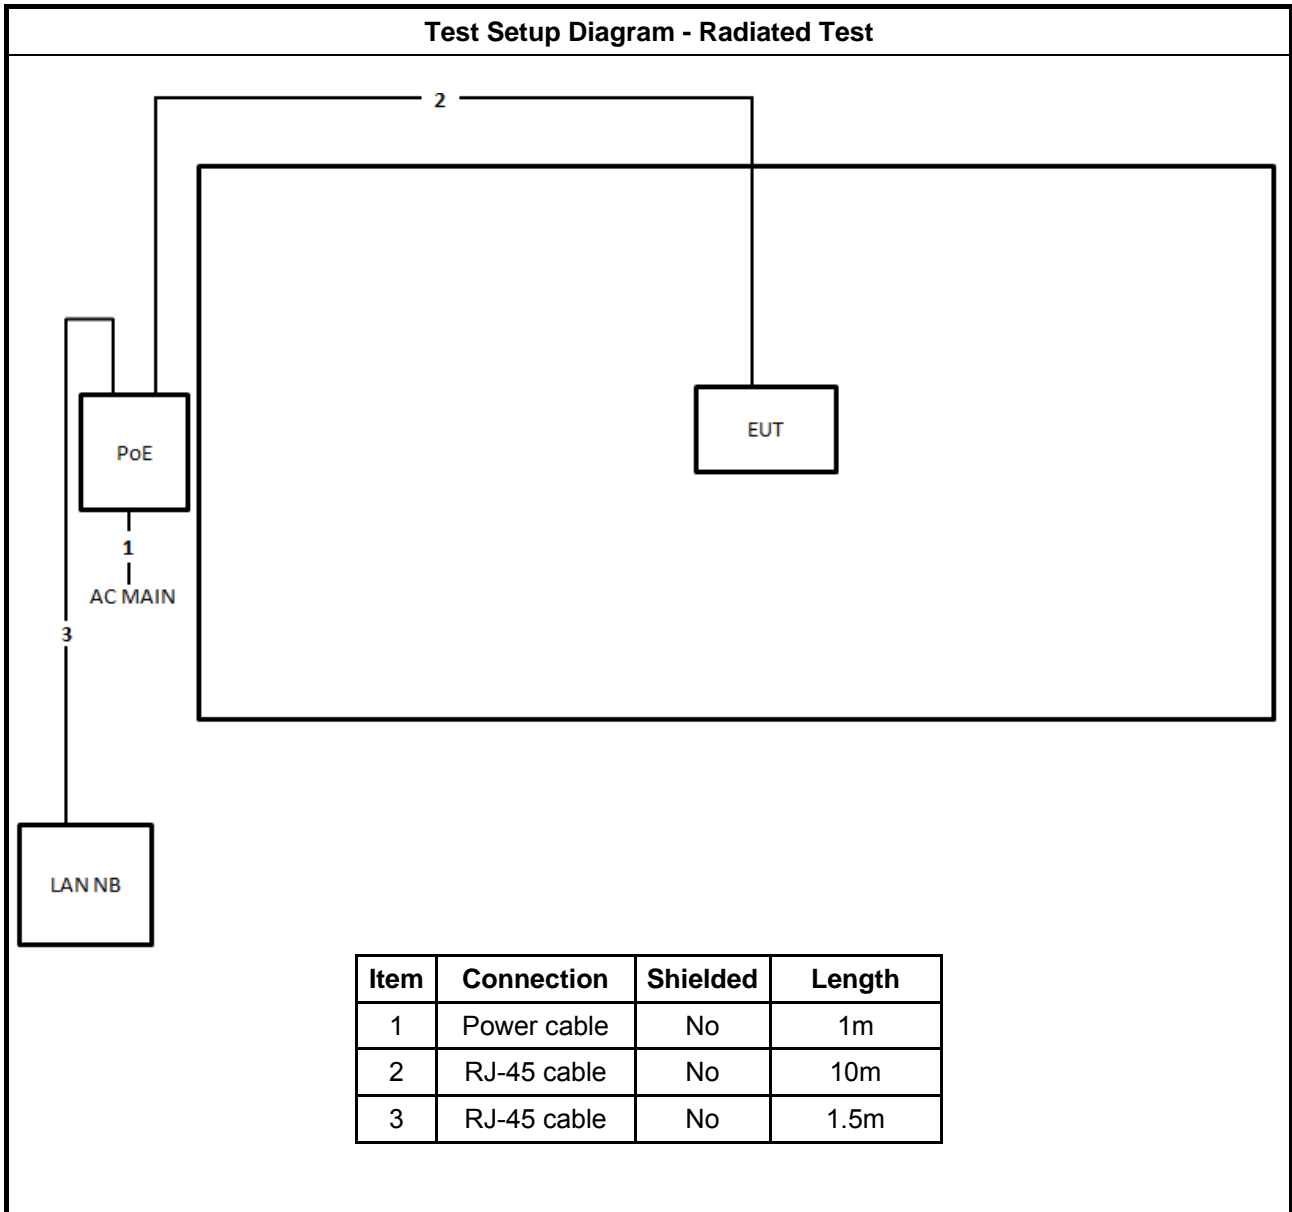 Test Setup Diagram - Radiated Test
2
PoE
EUT
1
AC MAIN
3
LAN NB
Item Connection Shielded Length
1 Power cable No 1m
2 RJ-45 cable No 10m
3 RJ-45 cable No 1.5m